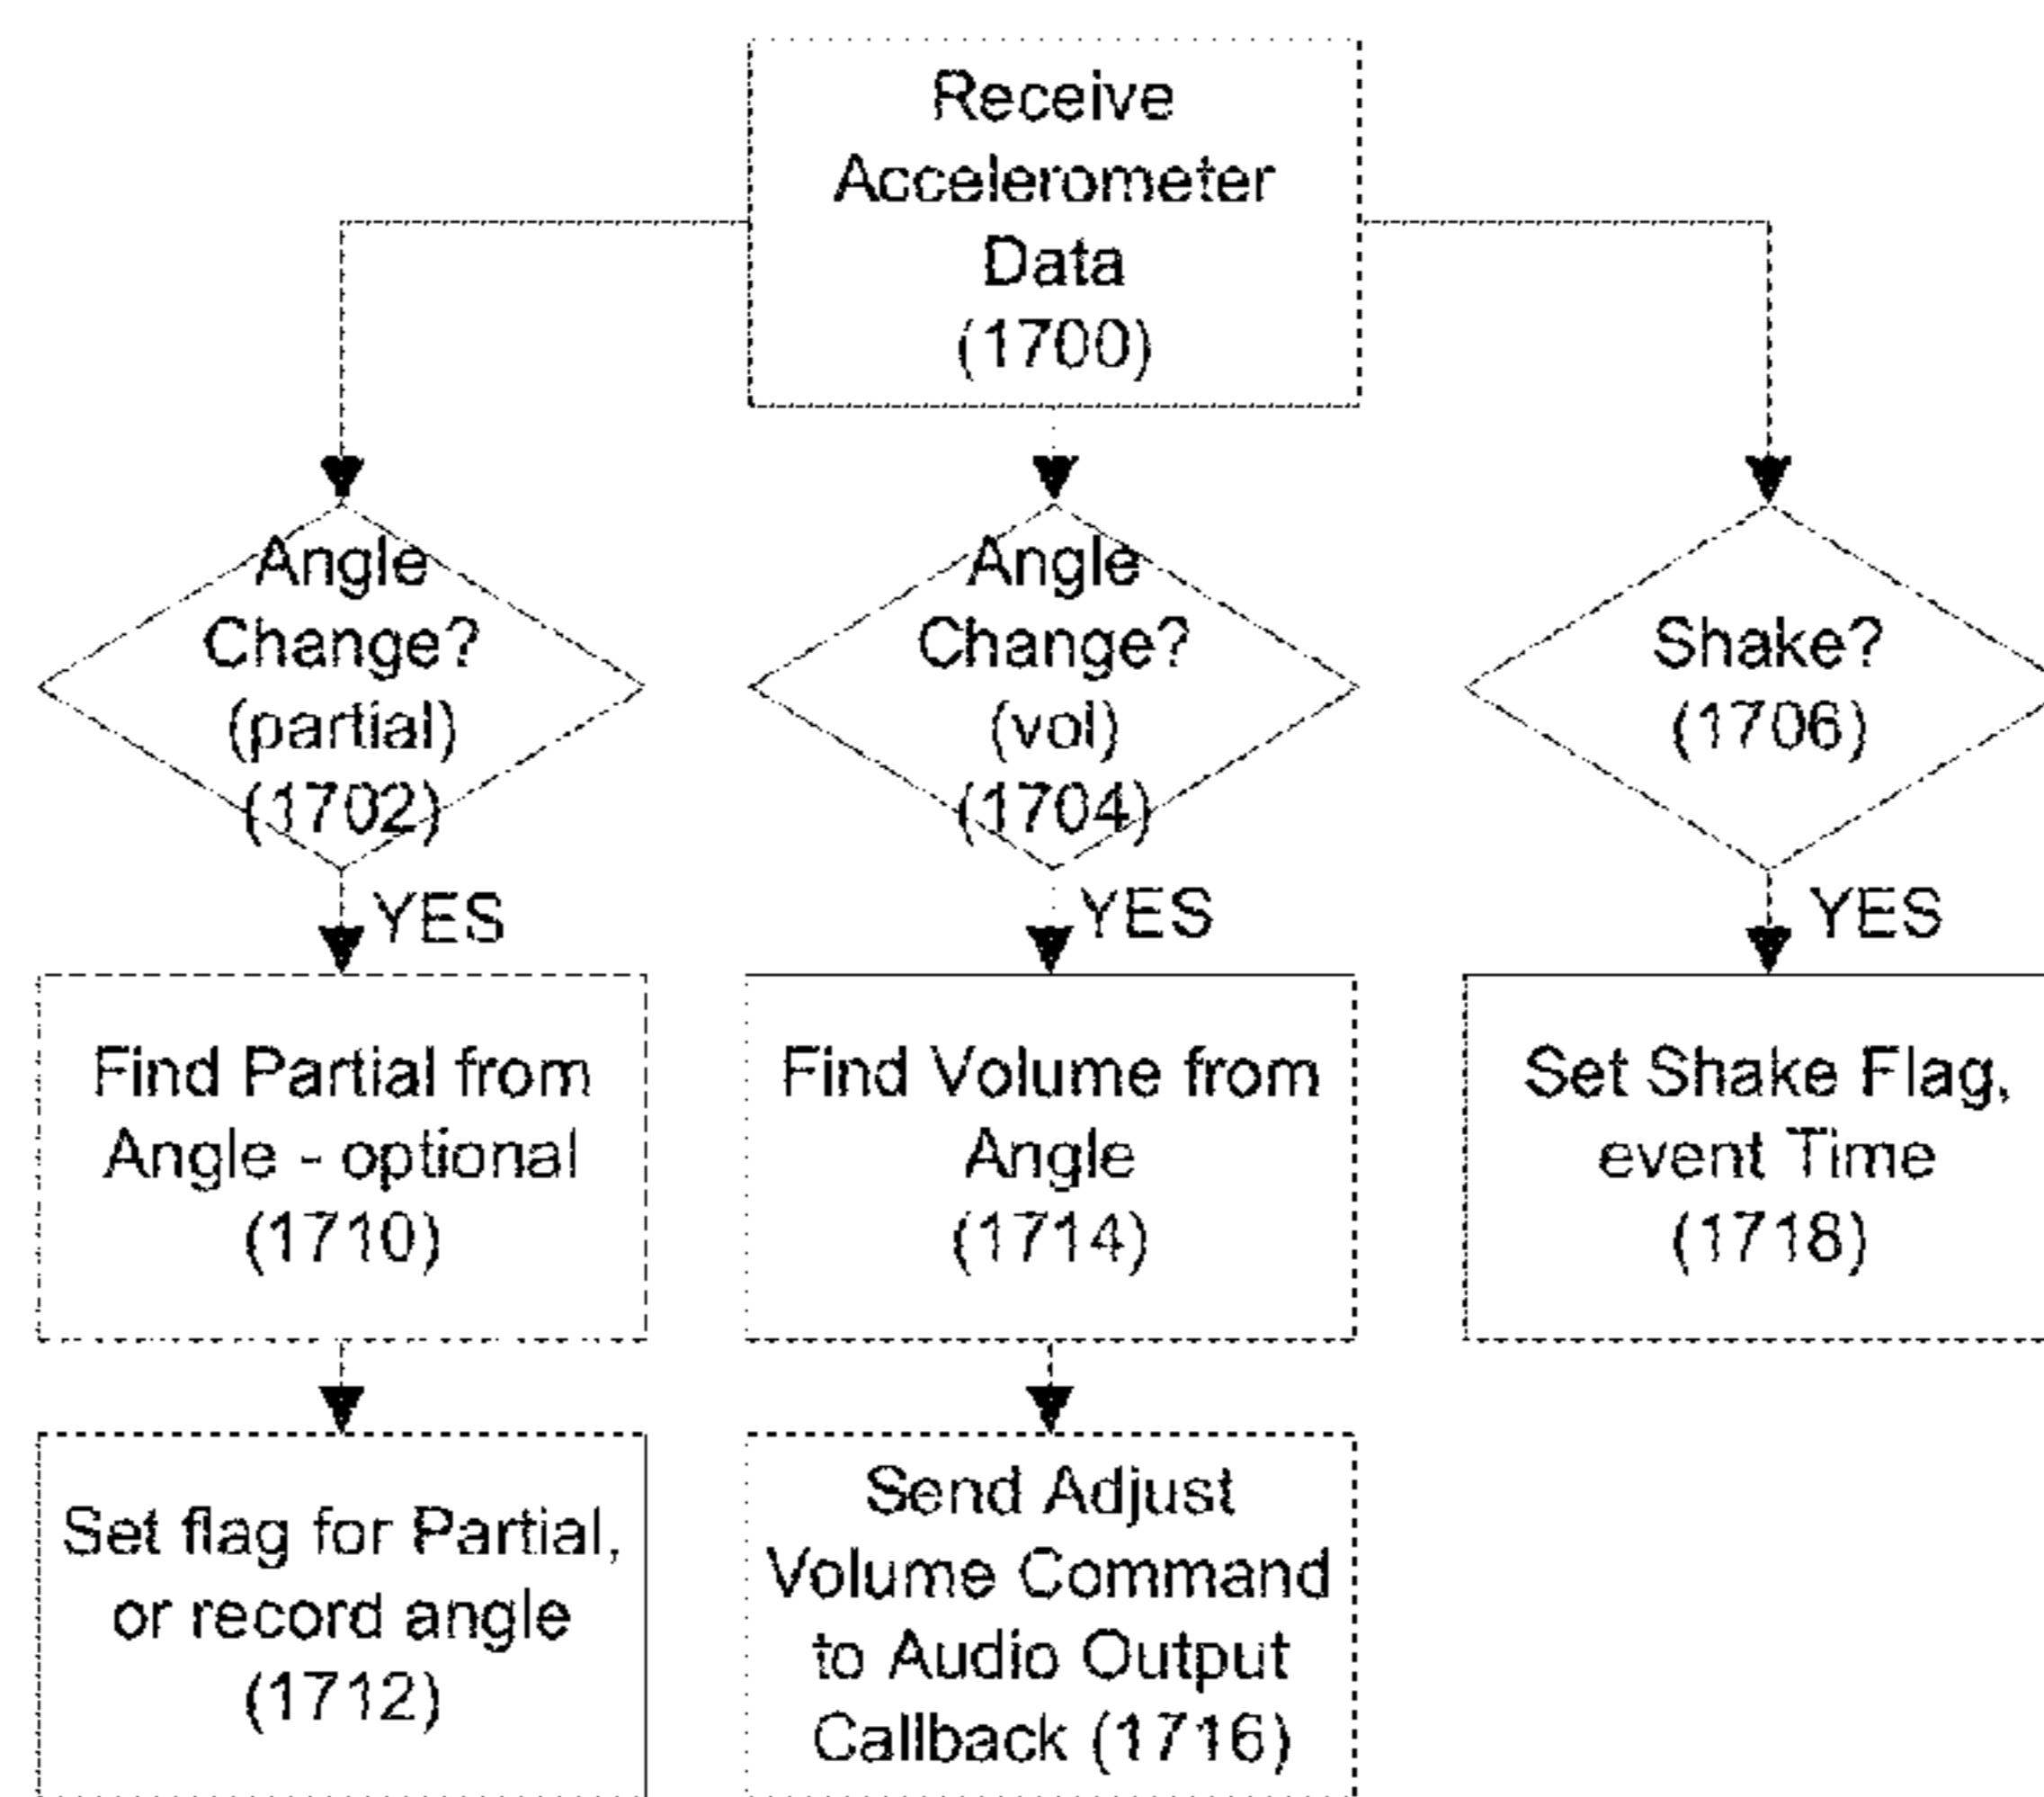 Receive
Accelerometer
Data
(1700)
Angle
Change?
(partial)
(1702)
Angle
Change?
(vol)
(1704)
Shake?
(1706)
YES
YES
YES
Find Partial from
Angle - optional
(1710)
Find Volume from
Angle
(1714)
Set Shake Flag,
event Time
(1718)
Set flag for Partial,
or record angle
(1712)
Send Adjust
Volume Command
to Audio Output
Callback (1716)